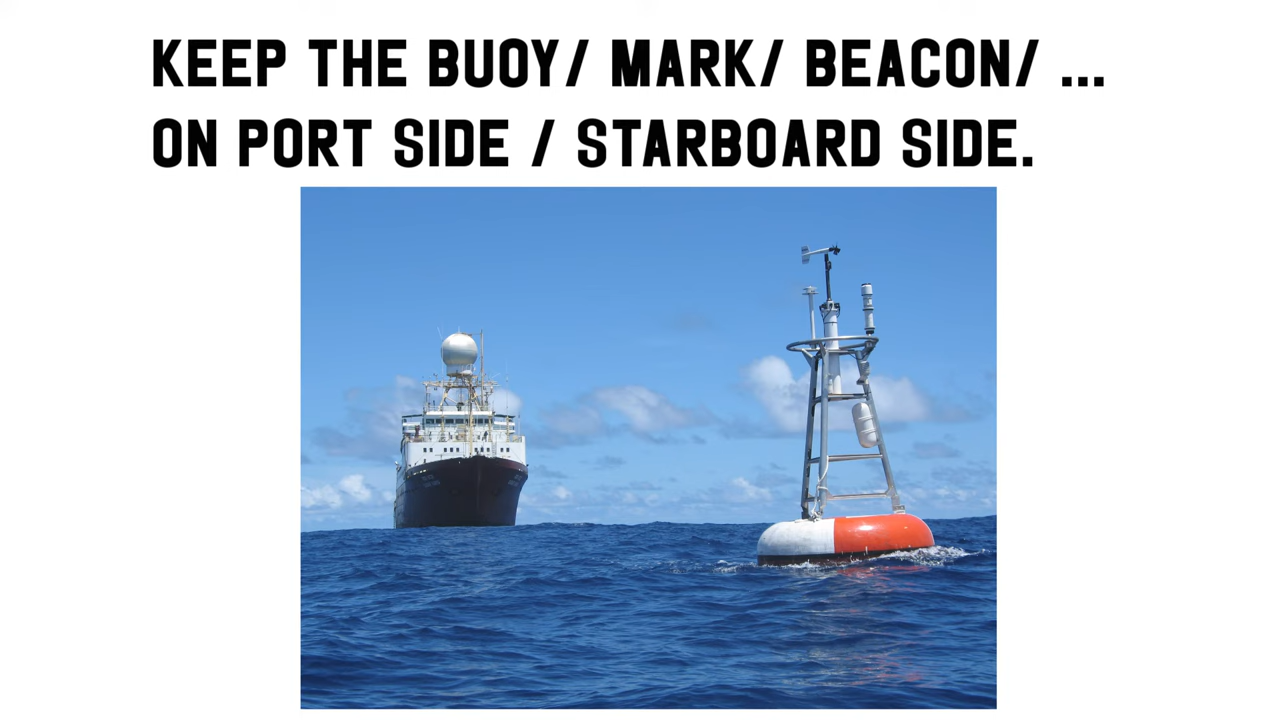 KEEP THE BUOY/ MARK/ BEACON/ ...
ON PORT SIDE / STARBOARD SIDE.